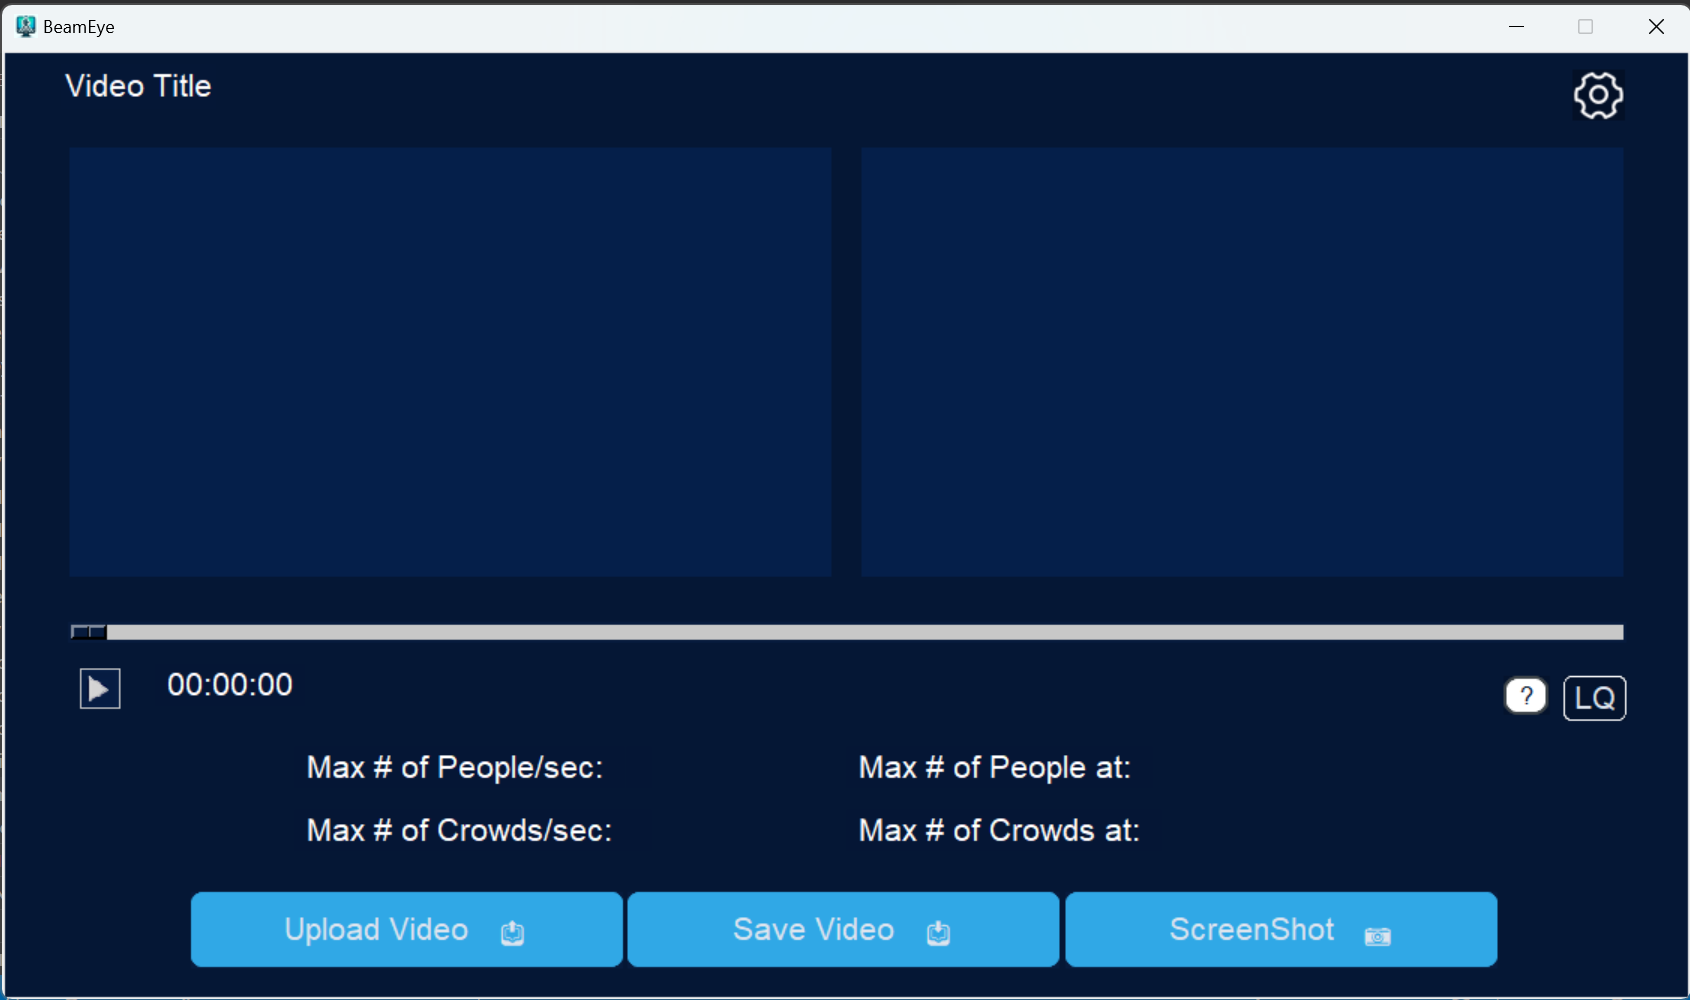 BeamEye
Video Title
00:00:00
?
LQ
Max # of People/sec:
Max # of People at:
Max # of Crowds/sec:
Max # of Crowds at:
Upload Video
Save Video
ScreenShot